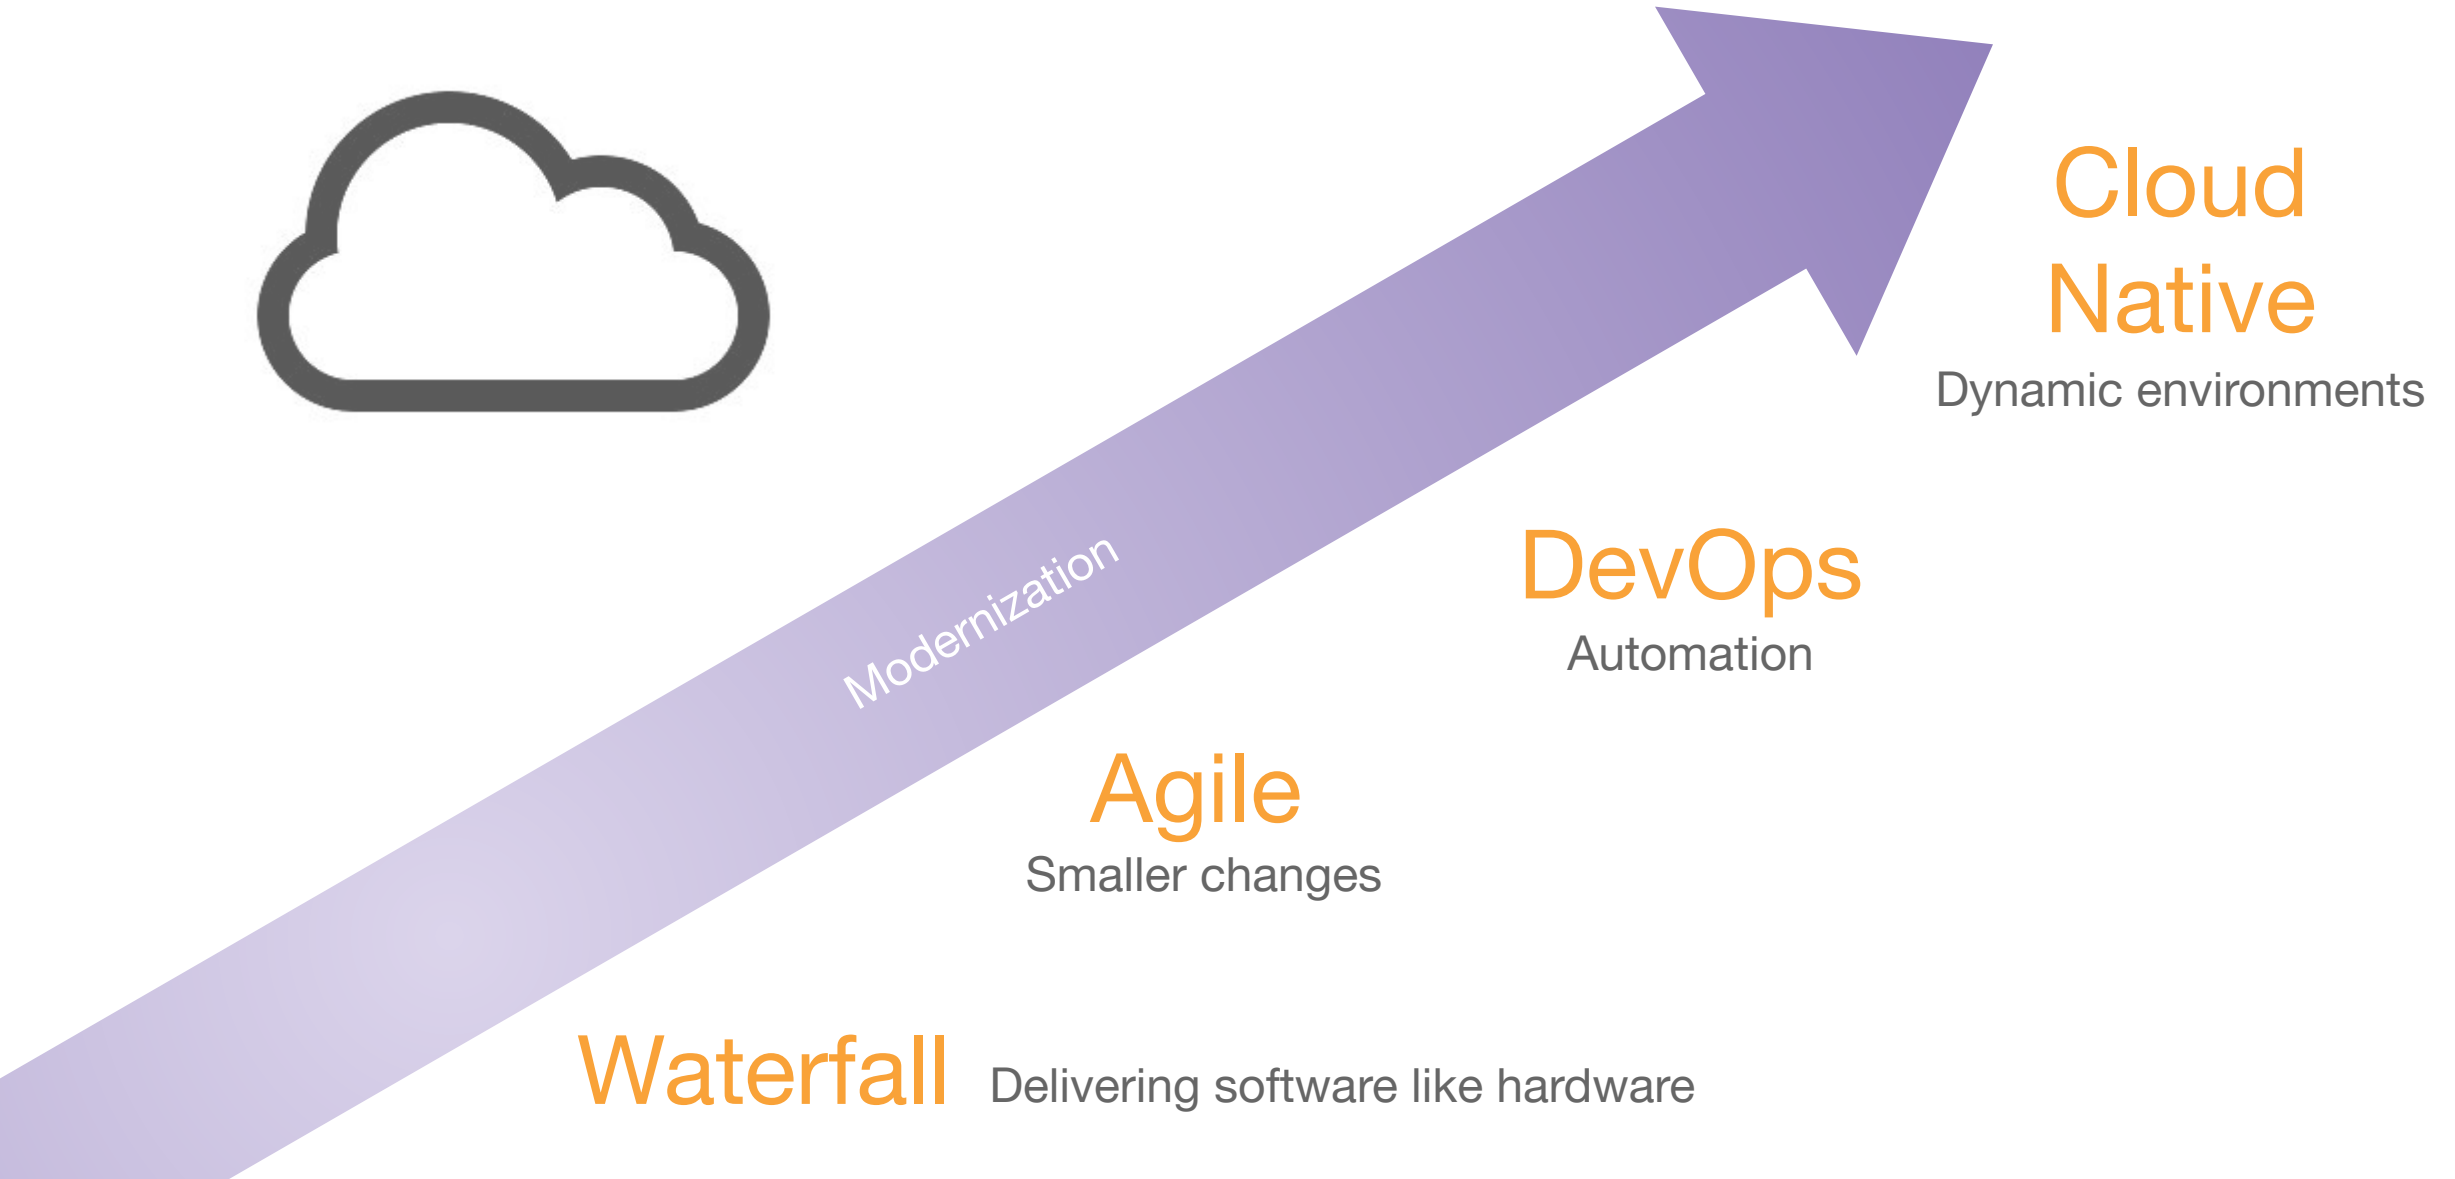 Cloud
Native
Dynamic environments
DevOps
Automation
Modernization
Agile
Smaller changes
Waterfall
Delivering software like hardware